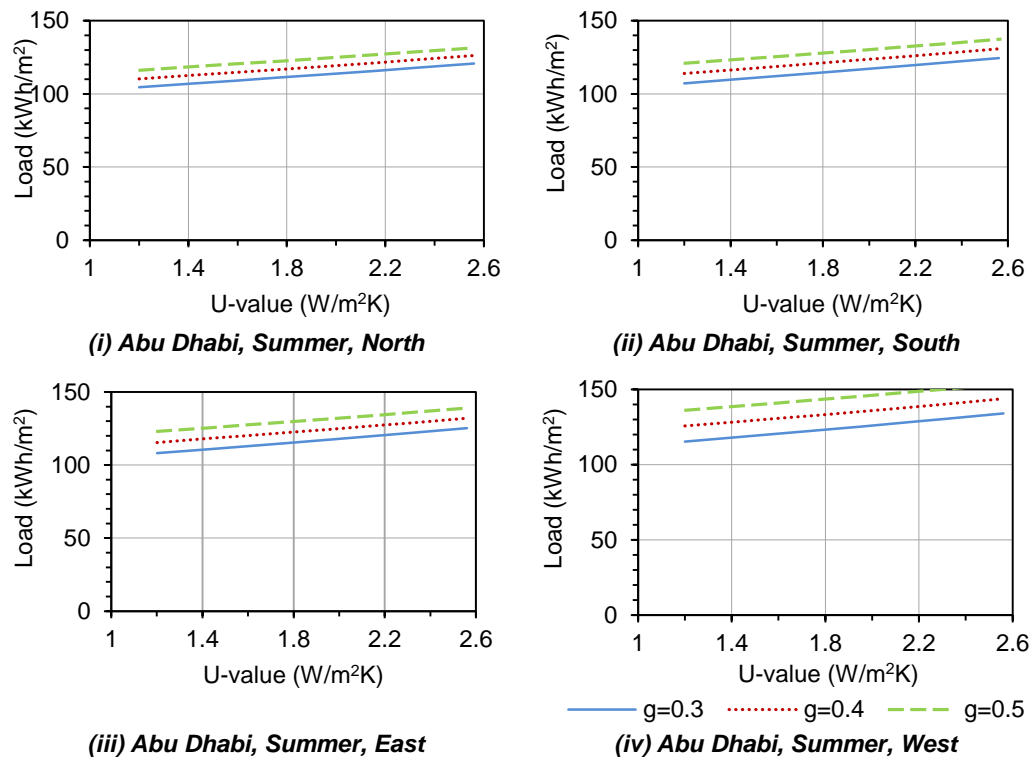 150
100
50
0
Load (kWh/m²)
1 1.4 1.8 2.2 2.6
U-value (W/m²K)
(i) Abu Dhabi, Summer, North
150
100
50
0
Load (kWh/m²)
1 1.4 1.8 2.2 2.6
U-value (W/m²K)
(ii) Abu Dhabi, Summer, South
150
100
50
0
Load (kWh/m²)
1 1.4 1.8 2.2 2.6
U-value (W/m²K)
(iii) Abu Dhabi, Summer, East
150
100
50
0
Load (kWh/m²)
1 1.4 1.8 2.2 2.6
U-value (W/m²K)
g=0.3 g=0.4 g=0.5
(iv) Abu Dhabi, Summer, West